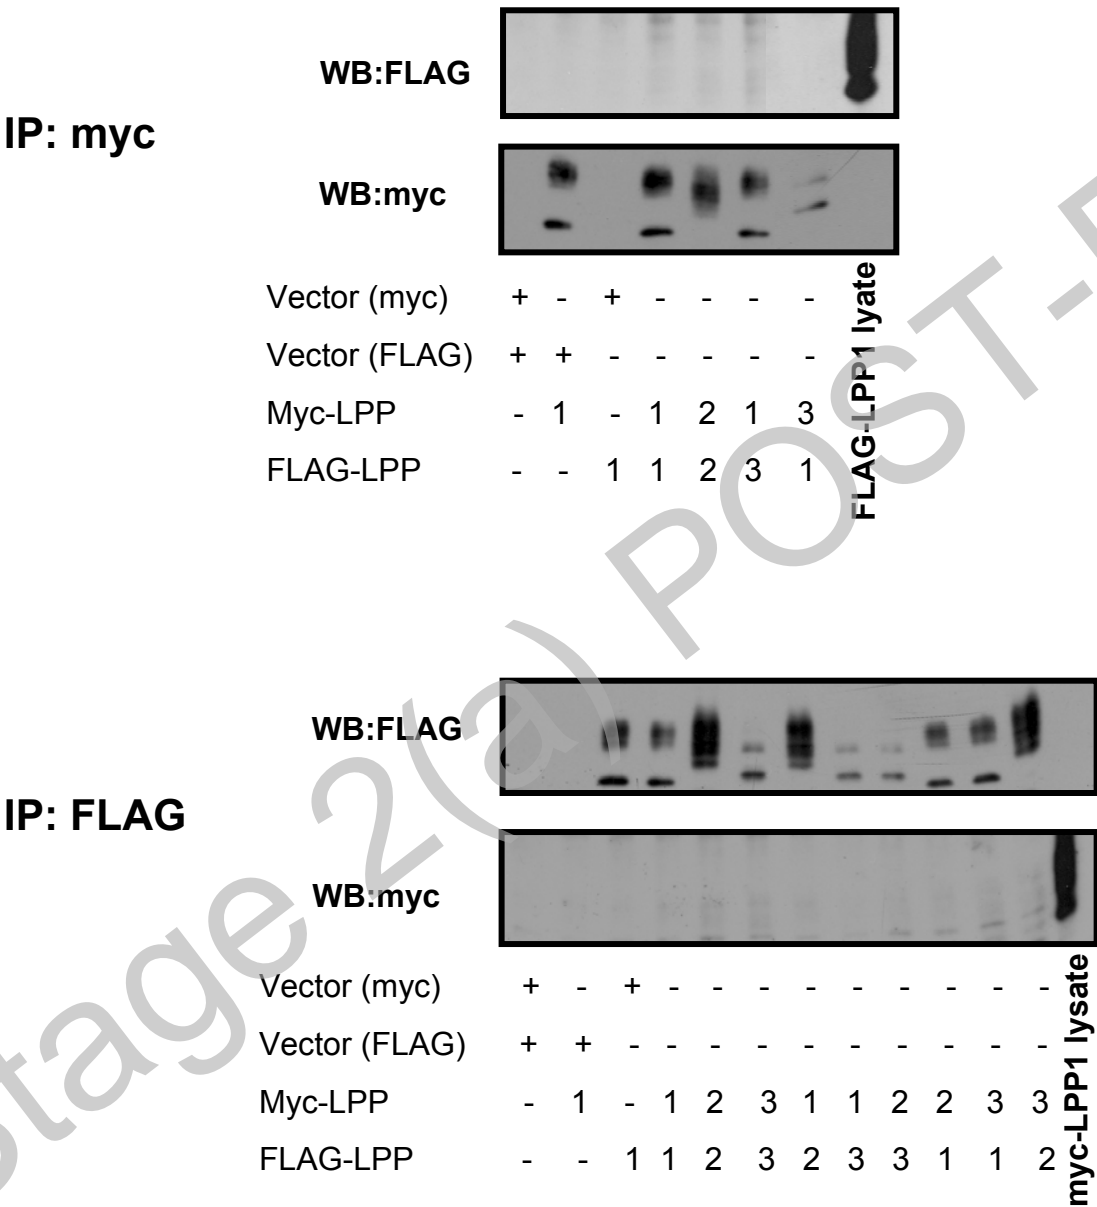 WB:FLAG
IP: myc
WB:myc
Vector (myc) + - + - - - -
Vector (FLAG) + + - - - - -
Myc-LPP - 1 - 1 2 1 3
FLAG-LPP - - 1 1 2 3 1
FLAG-LPP1 lyate
WB:FLAG
IP: FLAG
WB:myc
Vector (myc) + - + - - - - - - - - -
Vector (FLAG) + + - - - - - - - - - -
Myc-LPP - 1 - 1 2 3 1 1 2 2 3 3
FLAG-LPP - - 1 1 2 3 2 3 3 1 1 2
myc-LPP1 lysate
Stage 2(a) POST-